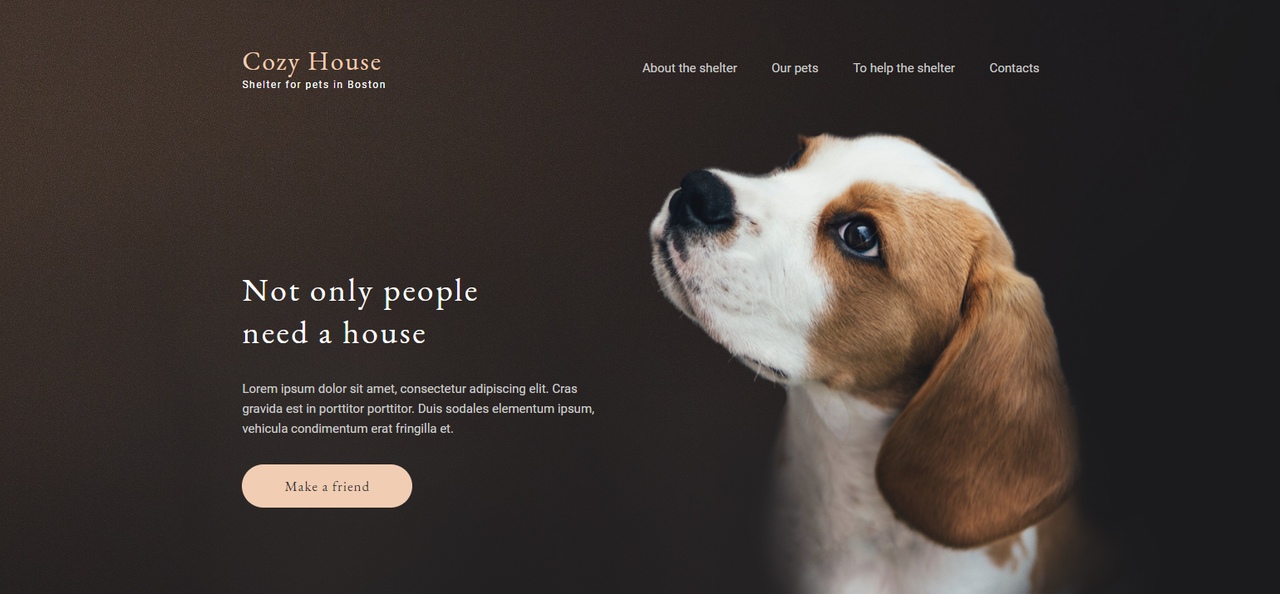 Cozy House
Shelter for pets in Boston
About the shelter
Our pets
To help the shelter
Contacts
Not only people
need a house
Lorem ipsum dolor sit amet, consectetur adipiscing elit. Cras
gravida est in porttitor porttitor. Duis sodales elementum ipsum,
vehicula condimentum erat fringilla et.
Make a friend